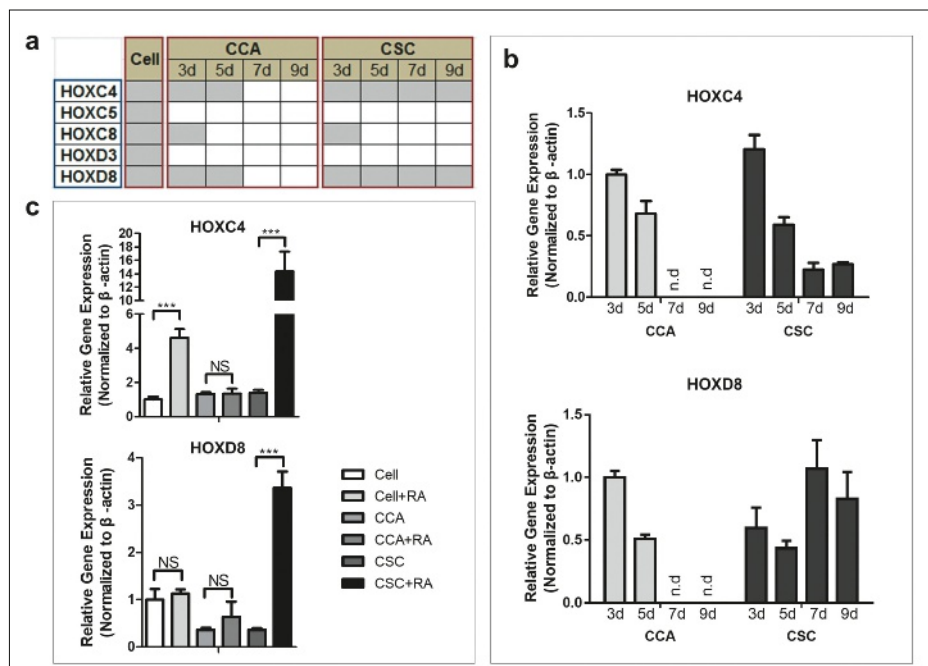 a
Cell CCA CSC
3d 5d 7d 9d 3d 5d 7d 9d
HOXC4
HOXC5
HOXC8
HOXD3
HOXD8
b
HOXC4
Relative Gene Expression
(Normalized to β -actin)
1.5
1.0
0.5
0.0
n.d n.d
3d 5d 7d 9d 3d 5d 7d 9d
CCA CSC
HOXD8
Relative Gene Expression
(Normalized to β-actin)
1.5
1.0
0.5
0.0
n.d n.d
3d 5d 7d 9d 3d 5d 7d 9d
CCA CSC
c
HOXC4
Relative Gene Expression
(Normalized to β -actin)
20
18
16
14
12
10
6
4
2
0
*** NS ***
HOXD8
Relative Gene Expression
(Normalized to β -actin)
4
3
2
1
0
NS NS ***
Cell
Cell+RA
CCA
CCA+RA
CSC
CSC+RA